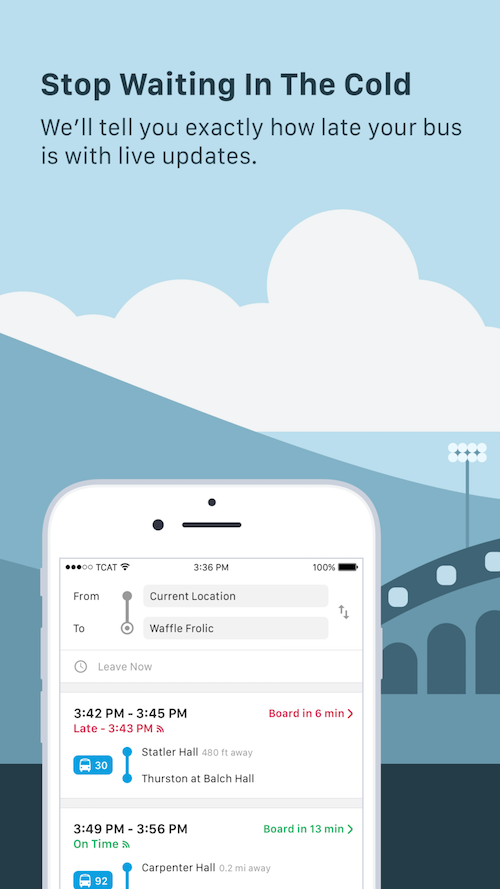 Stop Waiting In The Cold
We’ll tell you exactly how late your bus
is with live updates.
TCAT 3:36 PM 100%
From Current Location
To Waffle Frolic
Leave Now
3:42 PM - 3:45 PM Board in 6 min
Late - 3:43 PM
Statler Hall 480 ft away
30
Thurston at Balch Hall
3:49 PM - 3:56 PM Board in 13 min
On Time
Carpenter Hall 0.2 mi away
92